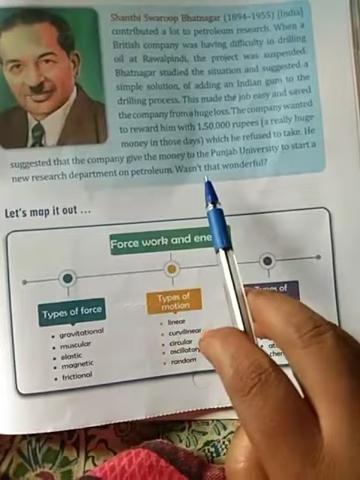 Shanthi Swaroop Bhatnagar (1894–1955) [India]
contributed a lot to petroleum research. When a
British company was having difficulty in drilling
oil at Rawalpindi, the project was suspended.
Bhatnagar studied the situation and suggested a
simple solution, of adding an Indian gum to the
drilling process. This made the job easy and saved
the company from a huge loss. The company wanted
to reward him with 1,50,000 rupees (a really huge
money in those days) which he refused to take. He
suggested that the company give the money to the Punjab University to start a
new research department on petroleum. Wasn't that wonderful?
Let's map it out ...
Force work and
Types of force
gravitational
muscular
elastic
magnetic
frictional
Types of
motion
linear
curvilinear
circular
oscillatory
random
Types of